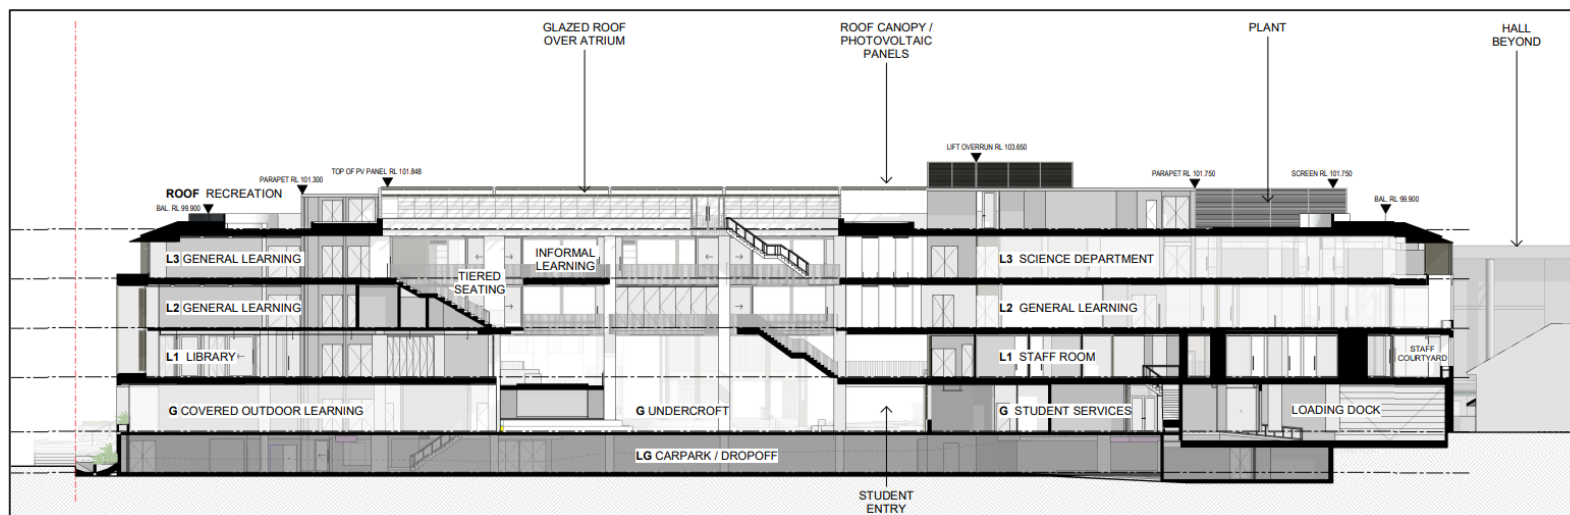 GLAZED ROOF
OVER ATRIUM
ROOF CANOPY /
PHOTOVOLTAIC
PANELS
PLANT
HALL
BEYOND
LIFT OVERRUN RL 103.650
TOP OF PV PANEL RL 101.848
PARAPET RL 101.300
PARAPET RL 101.750
SCREEN RL 101.750
ROOF RECREATION
BAL. RL 99.900
BAL. RL 99.900
L3 GENERAL LEARNING
INFORMAL
LEARNING
L3 SCIENCE DEPARTMENT
TIERED
SEATING
L2 GENERAL LEARNING
L2 GENERAL LEARNING
L1 LIBRARY
L1 STAFF ROOM
STAFF
COURTYARD
G COVERED OUTDOOR LEARNING
G UNDERCROFT
G STUDENT SERVICES
LOADING DOCK
LG CARPARK / DROPOFF
STUDENT
ENTRY